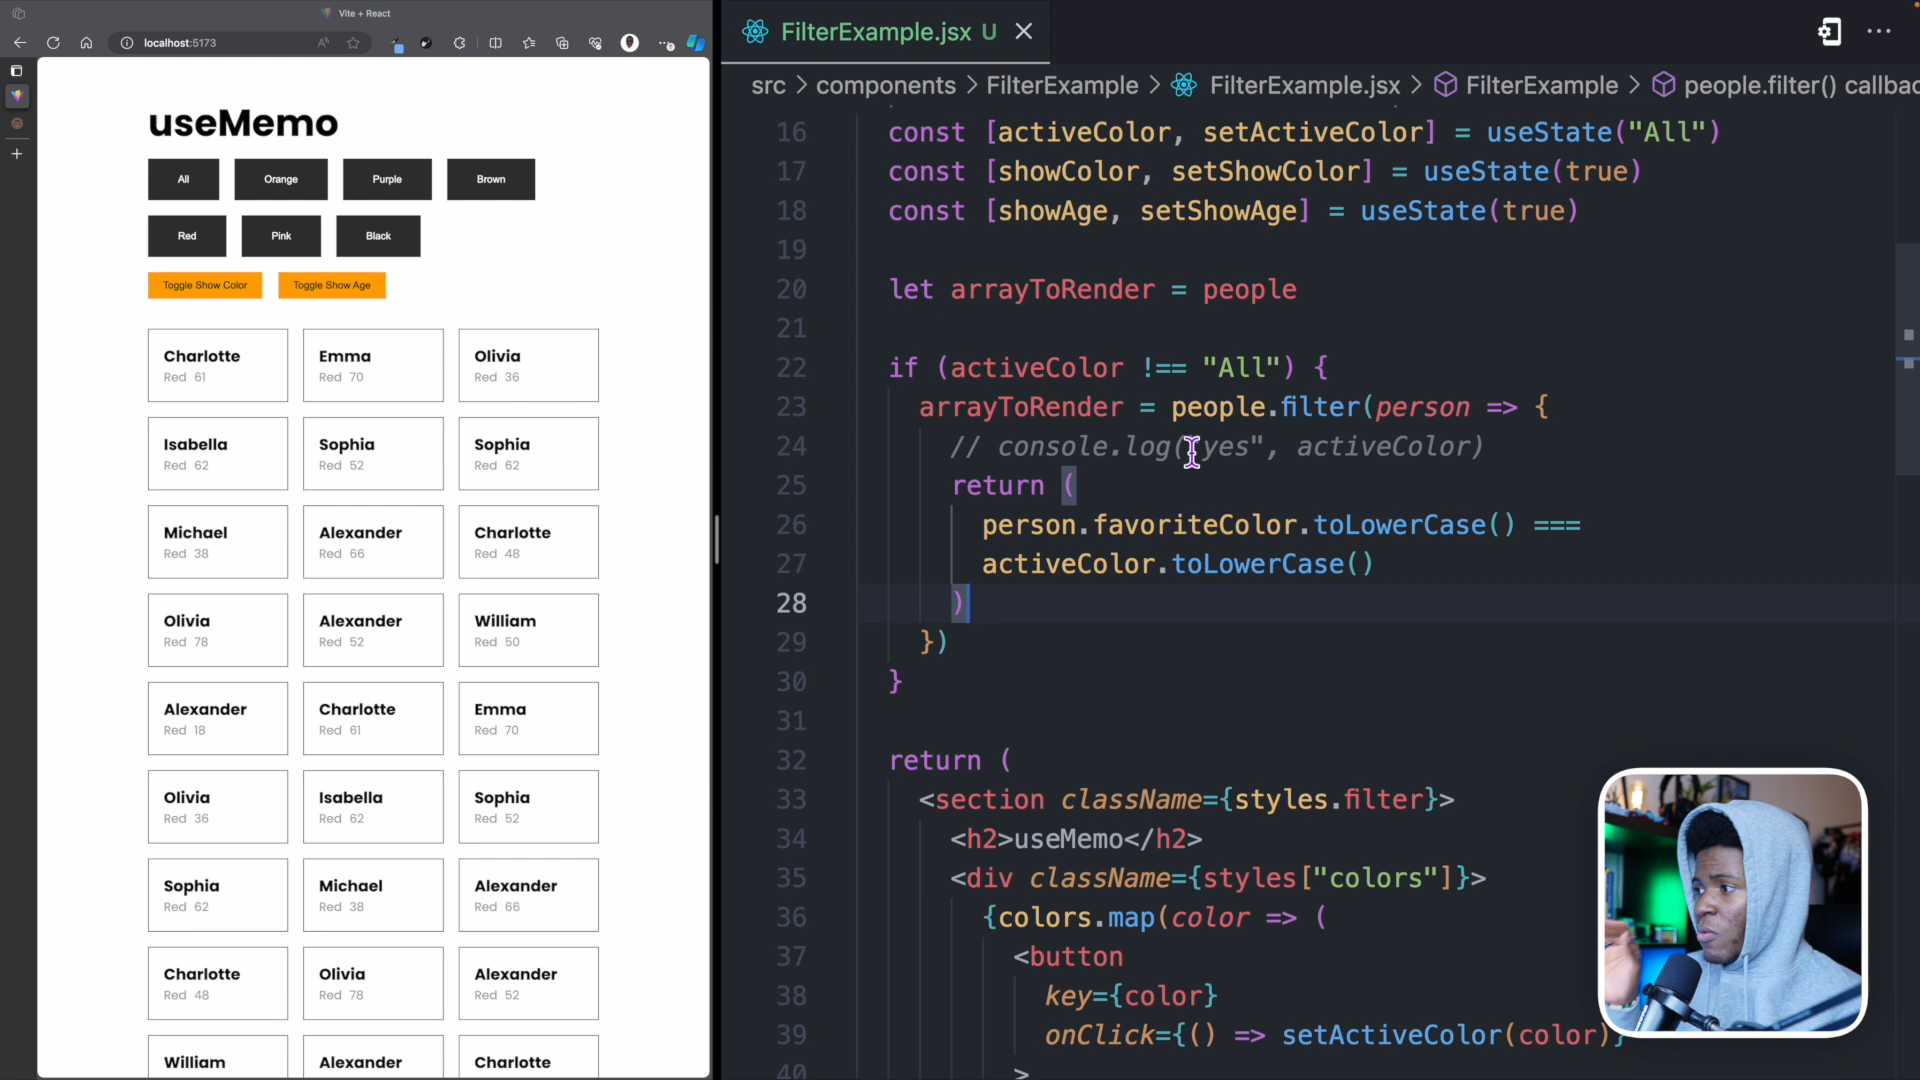 Vite + React
localhost:5173
useMemo
All Orange Purple Brown
Red Pink Black
Toggle Show Color Toggle Show Age
Charlotte Emma Olivia
Red 61 Red 70 Red 36
Isabella Sophia Sophia
Red 62 Red 52 Red 62
Michael Alexander Charlotte
Red 38 Red 66 Red 48
Olivia Alexander William
Red 78 Red 52 Red 50
Alexander Charlotte Emma
Red 18 Red 61 Red 70
Olivia Isabella Sophia
Red 36 Red 62 Red 52
Sophia Michael Alexander
Red 62 Red 38 Red 66
Charlotte Olivia Alexander
Red 48 Red 78 Red 52
William Alexander Charlotte
FilterExample.jsx U
src > components > FilterExample > FilterExample.jsx > FilterExample > people.filter() callbac
16 const [activeColor, setActiveColor] = useState("All")
17 const [showColor, setShowColor] = useState(true)
18 const [showAge, setShowAge] = useState(true)
19
20 let arrayToRender = people
21
22 if (activeColor !== "All") {
23 arrayToRender = people.filter(person => {
24 // console.log("yes", activeColor)
25 return (
26 person.favoriteColor.toLowerCase() ===
27 activeColor.toLowerCase()
28 )
29 })
30 }
31
32 return (
33 <section className={styles.filter}>
34 <h2>useMemo</h2>
35 <div className={styles["colors"]}>
36 {colors.map(color => (
37 <button
38 key={color}
39 onClick={() => setActiveColor(color)}
40 >